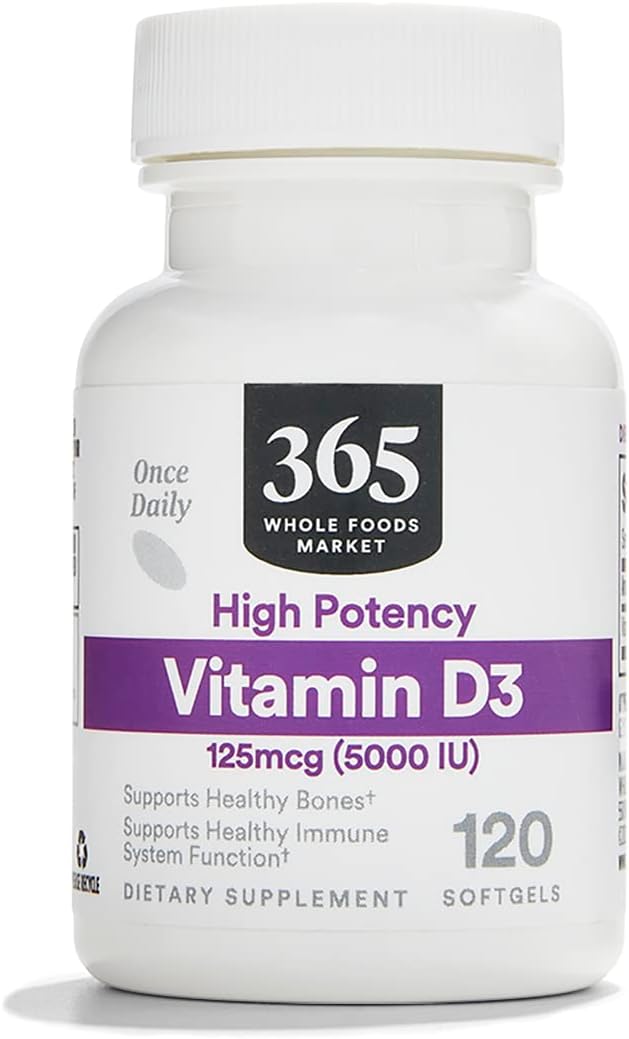 Once
Daily
365
WHOLE FOODS
MARKET
High Potency
Vitamin D3
125mcg (5000 IU)
Supports Healthy Bones†
Supports Healthy Immune
System Function†
120
DIETARY SUPPLEMENT
SOFTGELS
RECYCLE